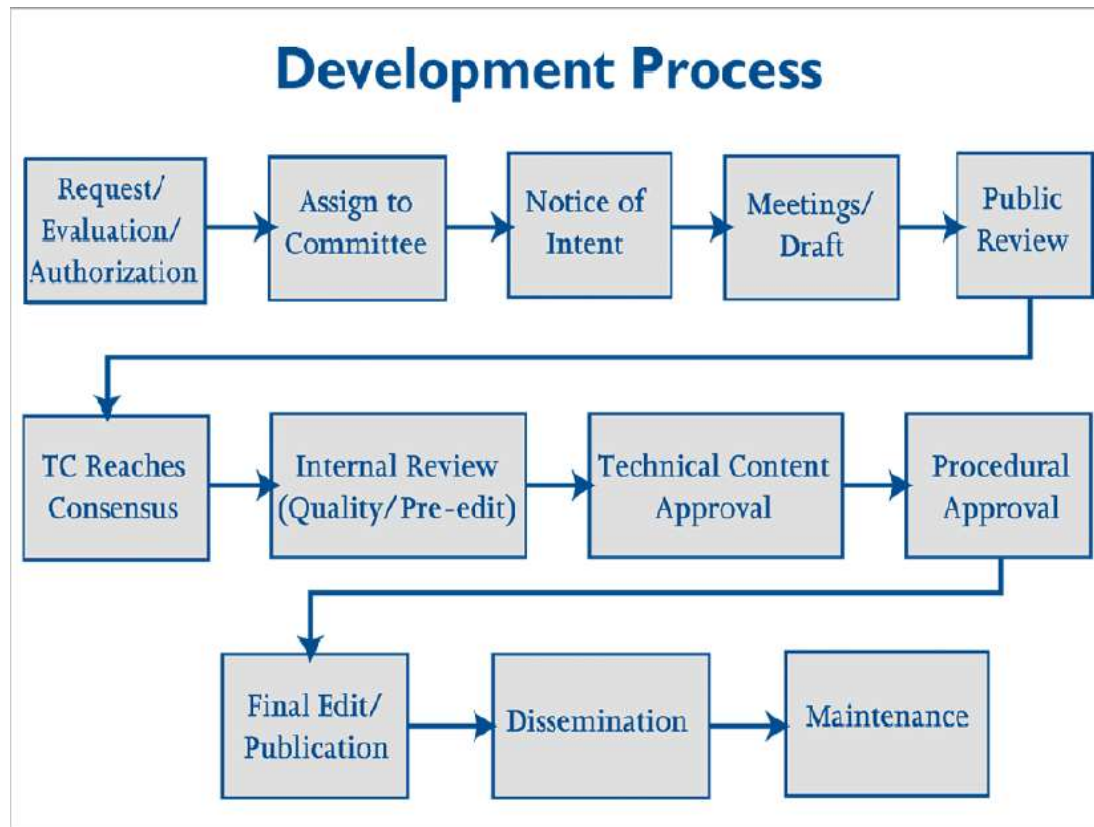 Development Process
Request/
Evaluation/
Authorization
Assign to
Committee
Notice of
Intent
Meetings/
Draft
Public
Review
TC Reaches
Consensus
Internal Review
(Quality/Pre-edit)
Technical Content
Approval
Procedural
Approval
Final Edit/
Publication
Dissemination
Maintenance